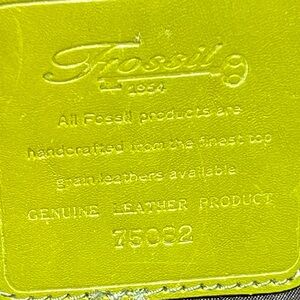 Fossil
1954
All Fossil products are
handcrafted from the finest top
grain leathers available
GENUINE LEATHER PRODUCT
75082